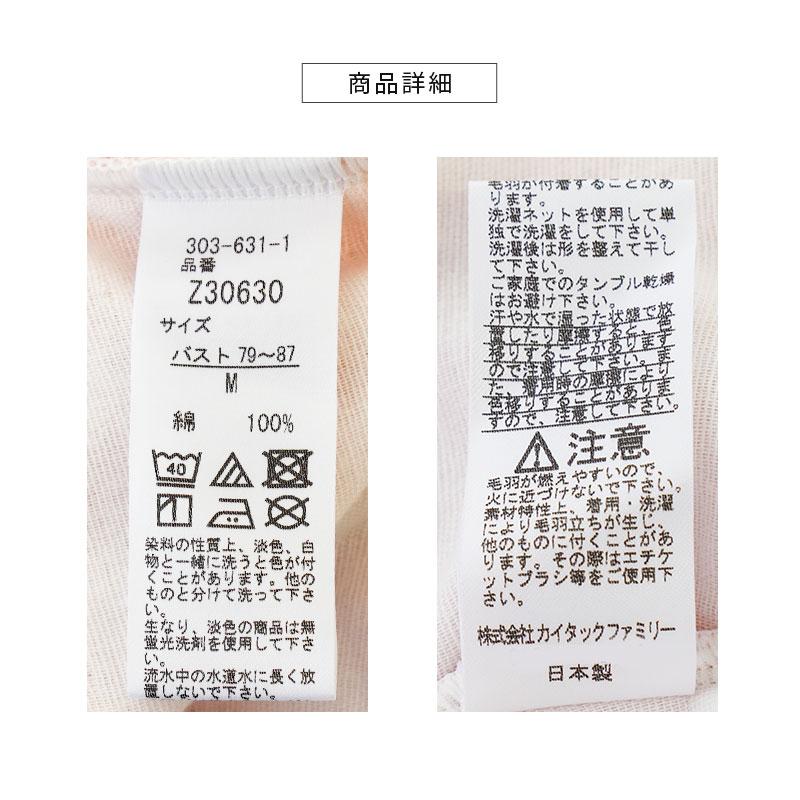 商品詳細
303-631-1
品番
Z30630
サイズ
バスト 79～87
M
綿 100%
40
染料の性質上、淡色、白
物と一緒に洗うと色が付
くことがあります。他の
ものと分けて洗って下さ
い。
生なり、淡色の商品は無
蛍光洗剤を使用して下さ
い。
流水中の水道水に長く放
置しないで下さい。
毛羽が付着することがあ
ります。
洗濯ネットを使用して単
独で洗濯をして下さい。
洗濯後は形を整えて干し
て下さい。
ご家庭でのタンブル乾燥
はお避け下さい。
汗や水で湿った状態で放
置したり摩擦すると、色
移りすることがあります
ので注意して下さい。ま
た、着用時の摩擦により
色移りすることがありま
すので、注意して下さい。
注意
毛羽が燃えやすいので、
火に近づけないで下さい。
素材特性上、着用・洗濯
により毛羽立ちが生じ、
他のものに付くことがあ
ります。その際はエチケ
ットブラシ等をご使用下
さい。
株式会社カイタックファミリー
日本製